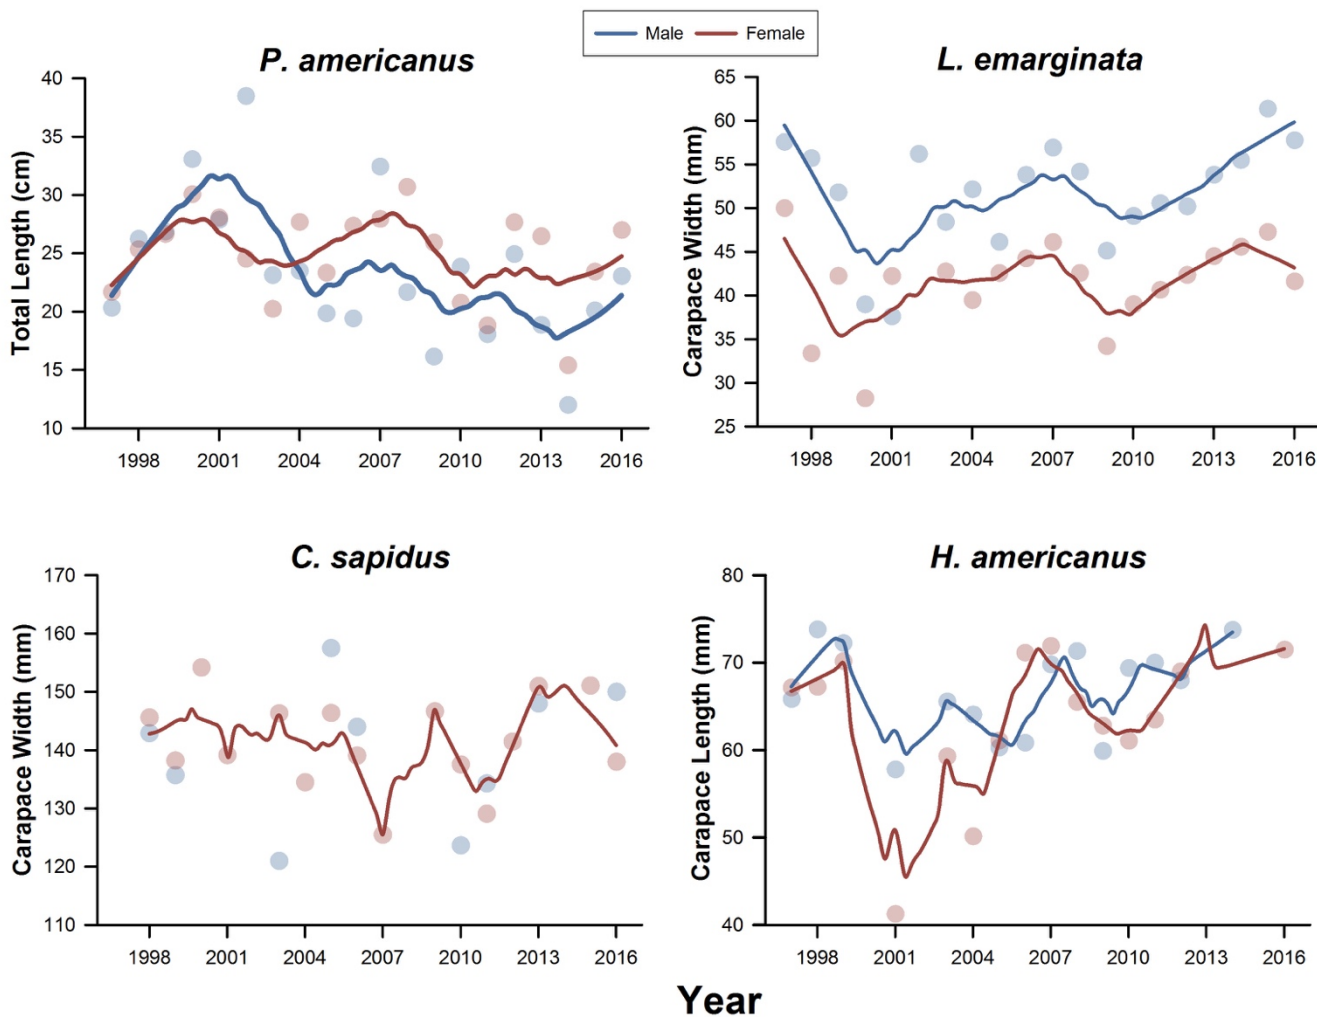 Male Female
P. americanus
Total Length (cm)
40
35
30
25
20
15
10
1998 2001 2004 2007 2010 2013 2016
L. emarginata
Carapace Width (mm)
65
60
55
50
45
40
35
30
25
1998 2001 2004 2007 2010 2013 2016
C. sapidus
Carapace Width (mm)
170
160
150
140
130
120
110
1998 2001 2004 2007 2010 2013 2016
H. americanus
Carapace Length (mm)
80
70
60
50
40
1998 2001 2004 2007 2010 2013 2016
Year